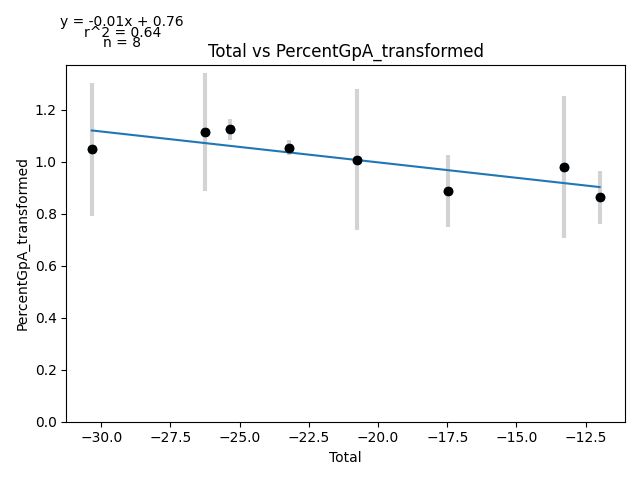 y = -0.01x + 0.76
r^2 = 0.64
n = 8
Total vs PercentGpA_transformed
PercentGpA_transformed
1.2
1.0
0.8
0.6
0.4
0.2
0.0
−30.0 −27.5 −25.0 −22.5 −20.0 −17.5 −15.0 −12.5
Total